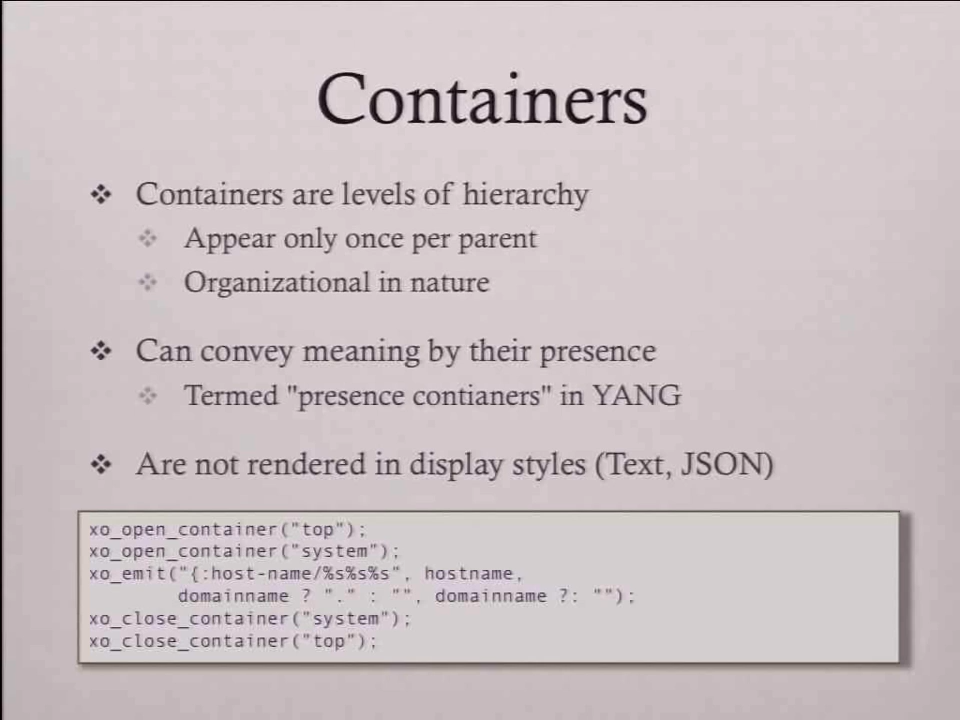 Containers
Containers are levels of hierarchy
Appear only once per parent
Organizational in nature
Can convey meaning by their presence
Termed "presence contianers" in YANG
Are not rendered in display styles (Text, JSON)
xo_open_container("top");
xo_open_container("system");
xo_emit("{:host-name/%s%s%s", hostname,
domainname ? "." : "", domainname ?: "");
xo_close_container("system");
xo_close_container("top");